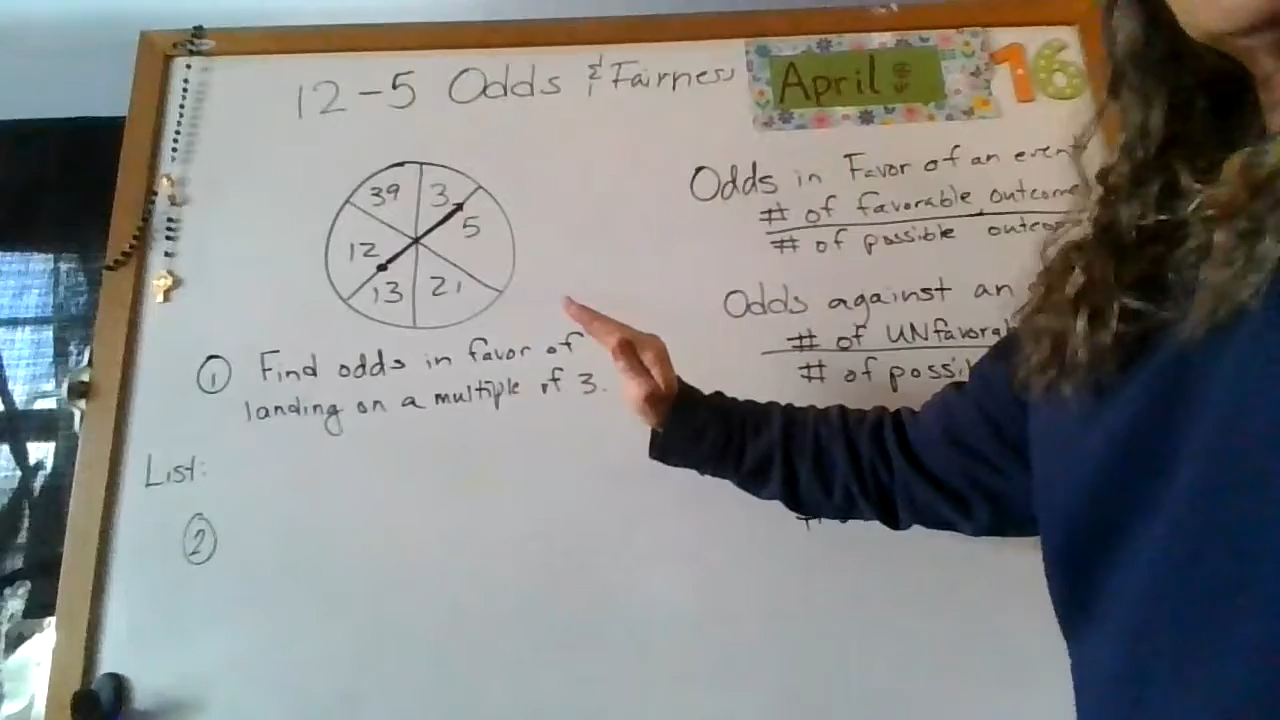 12-5 Odds & Fairness
April 16
39
3
5
12
13
21
Odds in Favor of an event
# of favorable outcome
# of possible
Odds against an
# of
# of
① Find odds in favor of
landing on a multiple of 3.
List:
②